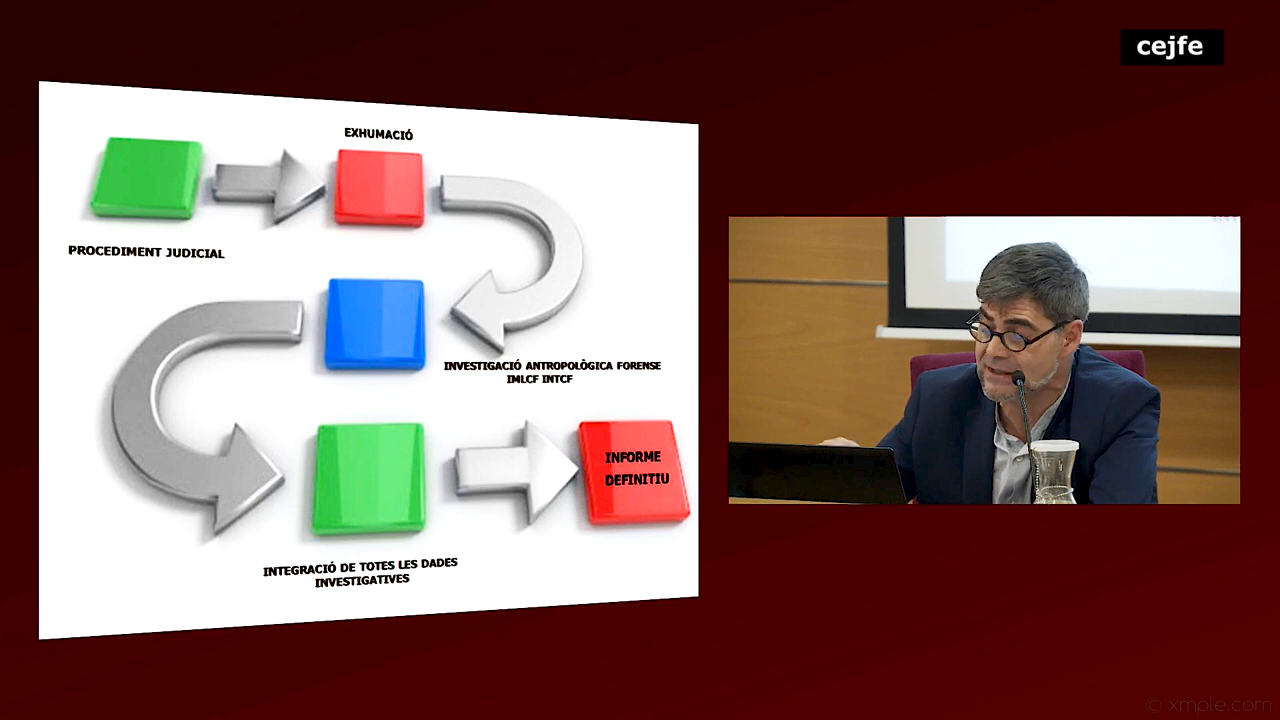 cejfe
EXHUMACIÓ
PROCEDIMENT JUDICIAL
INVESTIGACIÓ ANTROPOLÒGICA FORENSE
IMLCF INTCF
INFORME
DEFINITIU
INTEGRACIÓ DE TOTES LES DADES
INVESTIGATIVES
© xmple.com